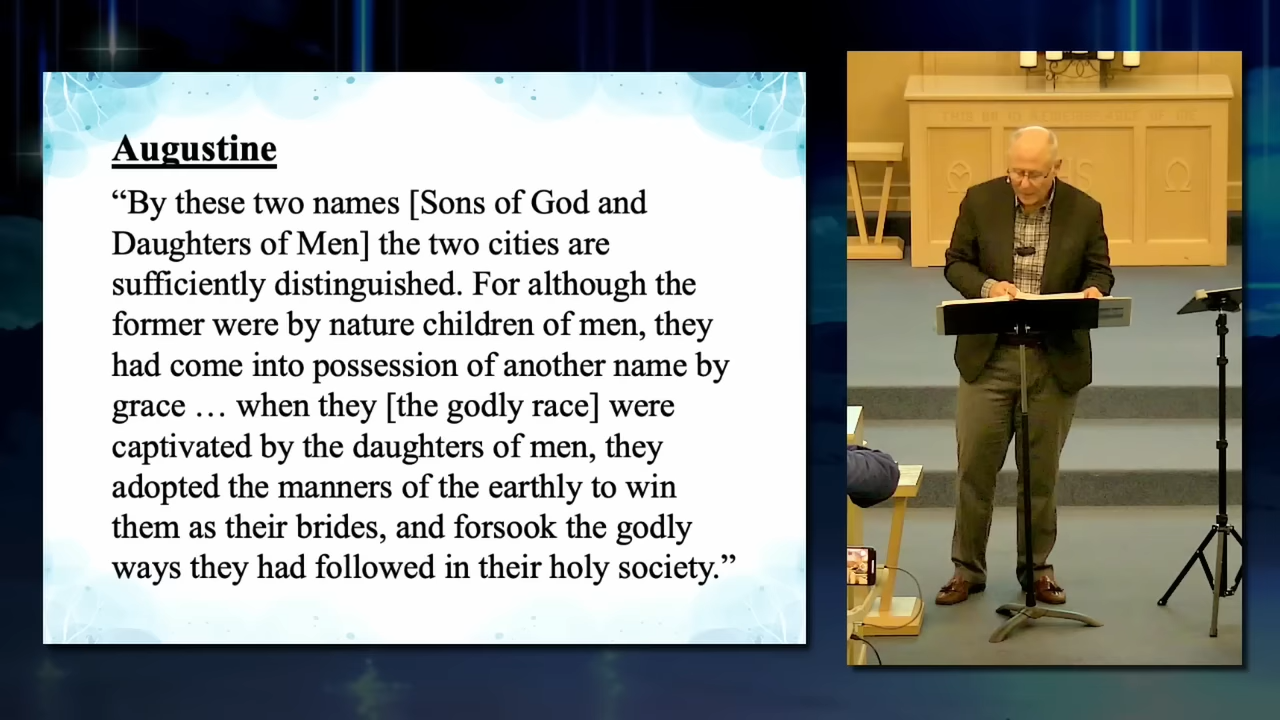 Augustine
“By these two names [Sons of God and
Daughters of Men] the two cities are
sufficiently distinguished. For although the
former were by nature children of men, they
had come into possession of another name by
grace … when they [the godly race] were
captivated by the daughters of men, they
adopted the manners of the earthly to win
them as their brides, and forsook the godly
ways they had followed in their holy society.”
IHS